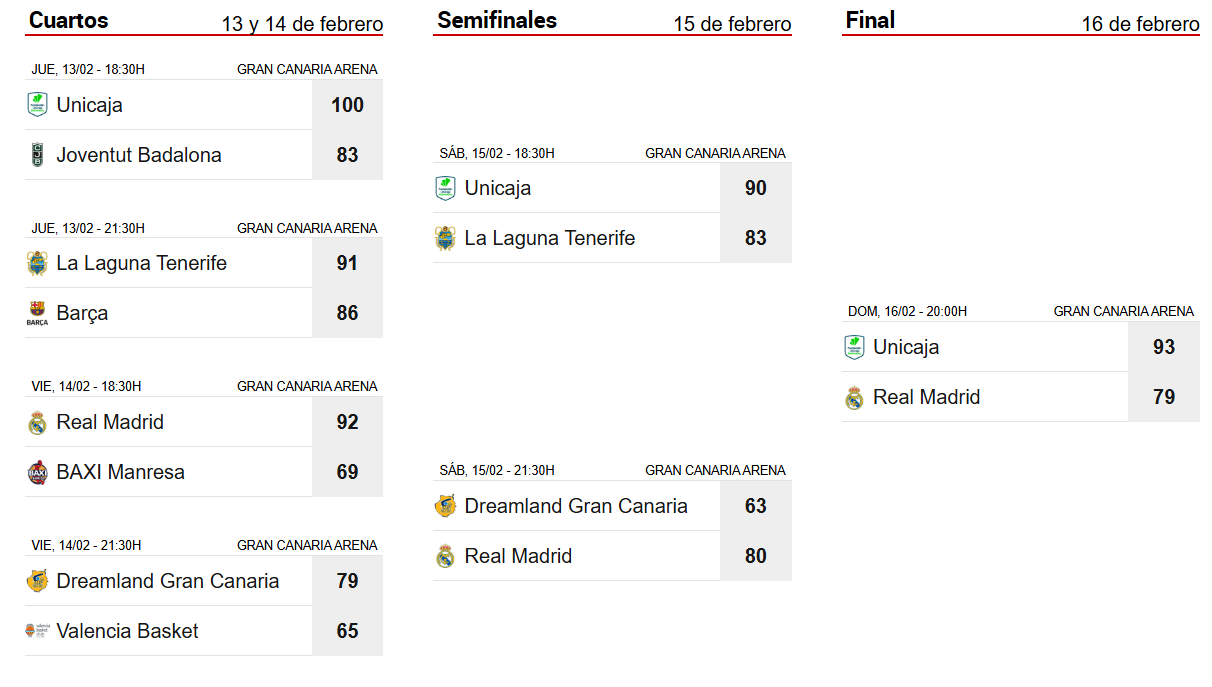 Cuartos 13 y 14 de febrero
JUE, 13/02 - 18:30H GRAN CANARIA ARENA
Unicaja 100
Joventut Badalona 83
JUE, 13/02 - 21:30H GRAN CANARIA ARENA
La Laguna Tenerife 91
BARÇA
Barça 86
VIE, 14/02 - 18:30H GRAN CANARIA ARENA
Real Madrid 92
BAXI
BAXI Manresa 69
VIE, 14/02 - 21:30H GRAN CANARIA ARENA
Dreamland Gran Canaria 79
valencia basket
Valencia Basket 65
Semifinales 15 de febrero
SÁB, 15/02 - 18:30H GRAN CANARIA ARENA
Unicaja 90
La Laguna Tenerife 83
SÁB, 15/02 - 21:30H GRAN CANARIA ARENA
Dreamland Gran Canaria 63
Real Madrid 80
Final 16 de febrero
DOM, 16/02 - 20:00H GRAN CANARIA ARENA
Unicaja 93
Real Madrid 79